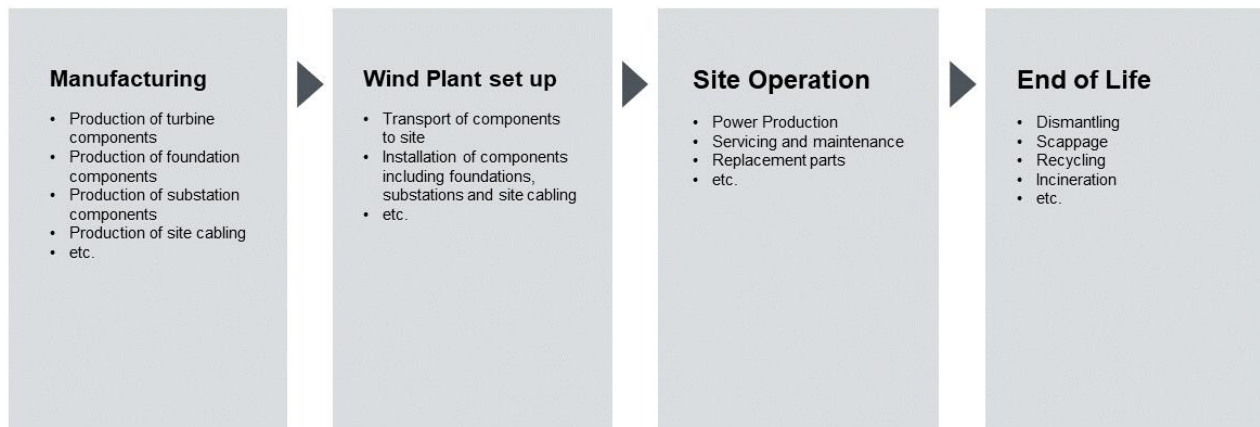 Manufacturing
• Production of turbine
components
• Production of foundation
components
• Production of substation
components
• Production of site cabling
• etc.
Wind Plant set up
• Transport of components
to site
• Installation of components
including foundations,
substations and site cabling
• etc.
Site Operation
• Power Production
• Servicing and maintenance
• Replacement parts
• etc.
End of Life
• Dismantling
• Scappage
• Recycling
• Incineration
• etc.